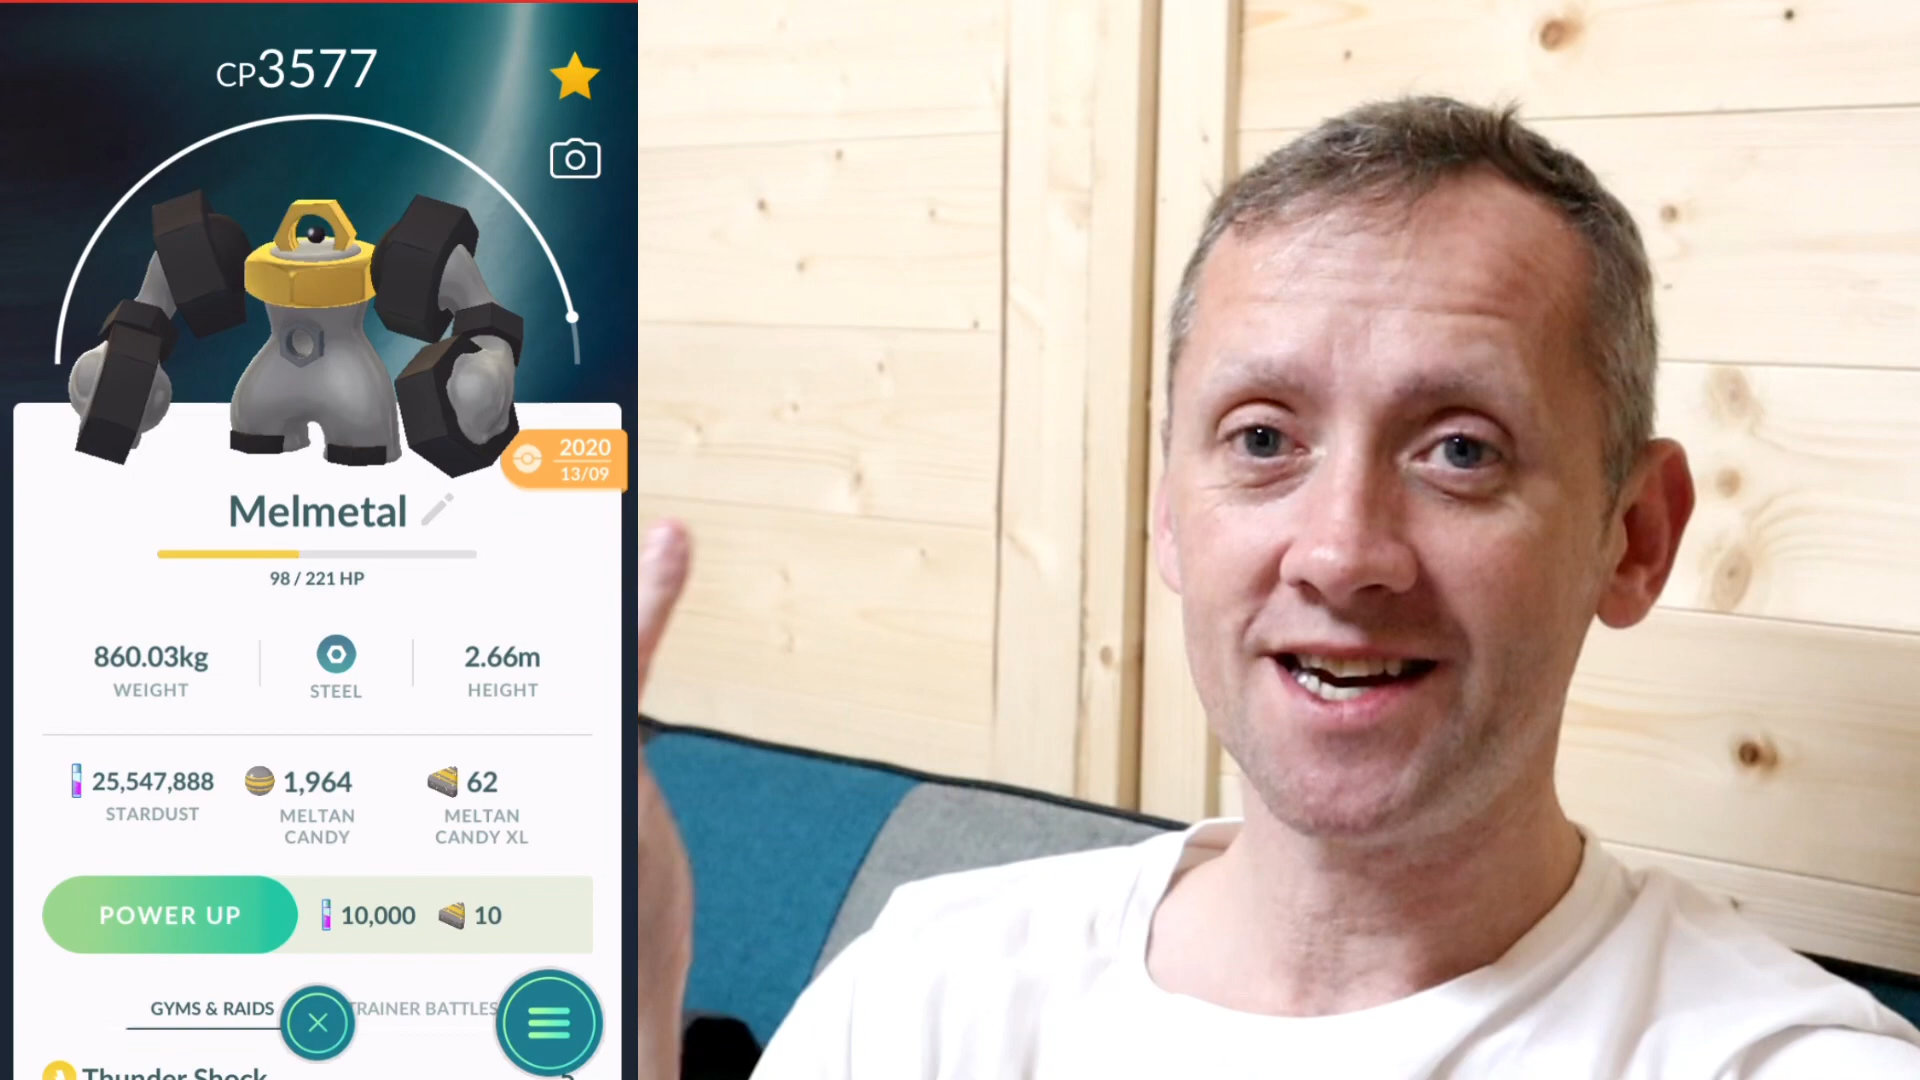 CP3577
2020
13/09
Melmetal
98 / 221 HP
860.03kg
WEIGHT
STEEL
2.66m
HEIGHT
25,547,888
STARDUST
1,964
MELTAN
CANDY
62
MELTAN
CANDY XL
POWER UP
10,000
10
GYMS & RAIDS
TRAINER BATTLES
Thunder Shock
5